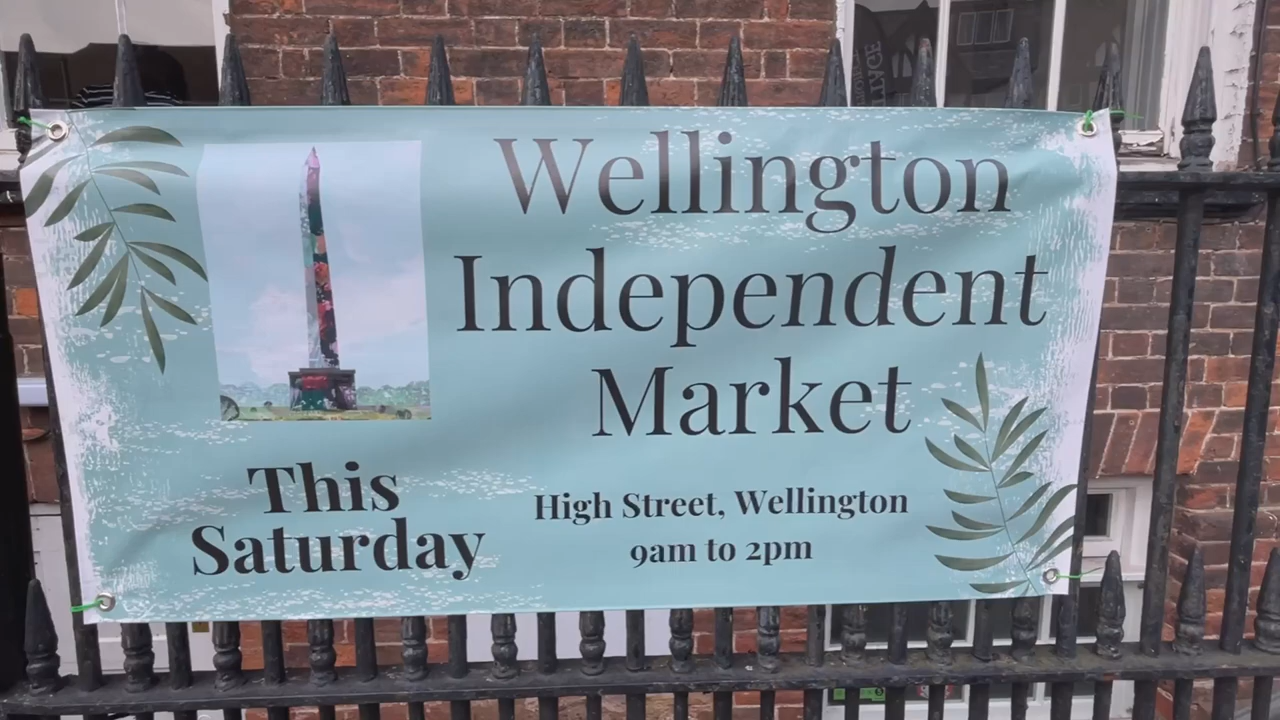 Wellington
Independent
Market
This
Saturday
High Street, Wellington
9am to 2pm